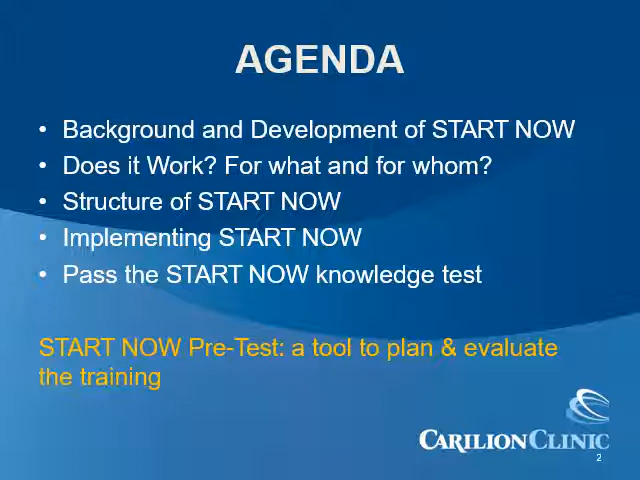 AGENDA
• Background and Development of START NOW
• Does it Work? For what and for whom?
• Structure of START NOW
• Implementing START NOW
• Pass the START NOW knowledge test
START NOW Pre-Test: a tool to plan & evaluate
the training
CARILION CLINIC
2